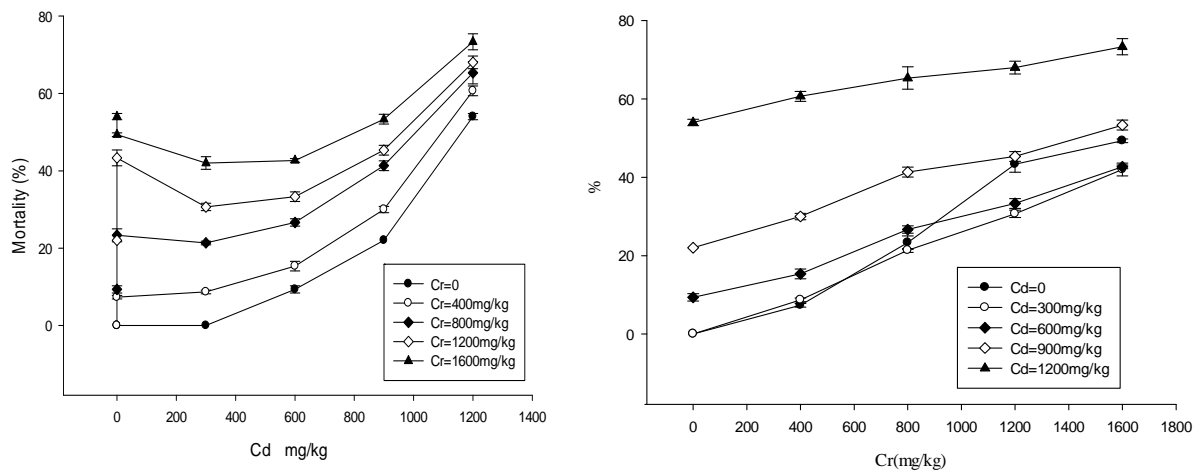 80
60
40
20
0
Mortality (%)
0 200 400 600 800 1000 1200 1400
Cd mg/kg
Cr=0
Cr=400mg/kg
Cr=800mg/kg
Cr=1200mg/kg
Cr=1600mg/kg
80
60
40
20
0
%
0 200 400 600 800 1000 1200 1400 1600 1800
Cr(mg/kg)
Cd=0
Cd=300mg/kg
Cd=600mg/kg
Cd=900mg/kg
Cd=1200mg/kg